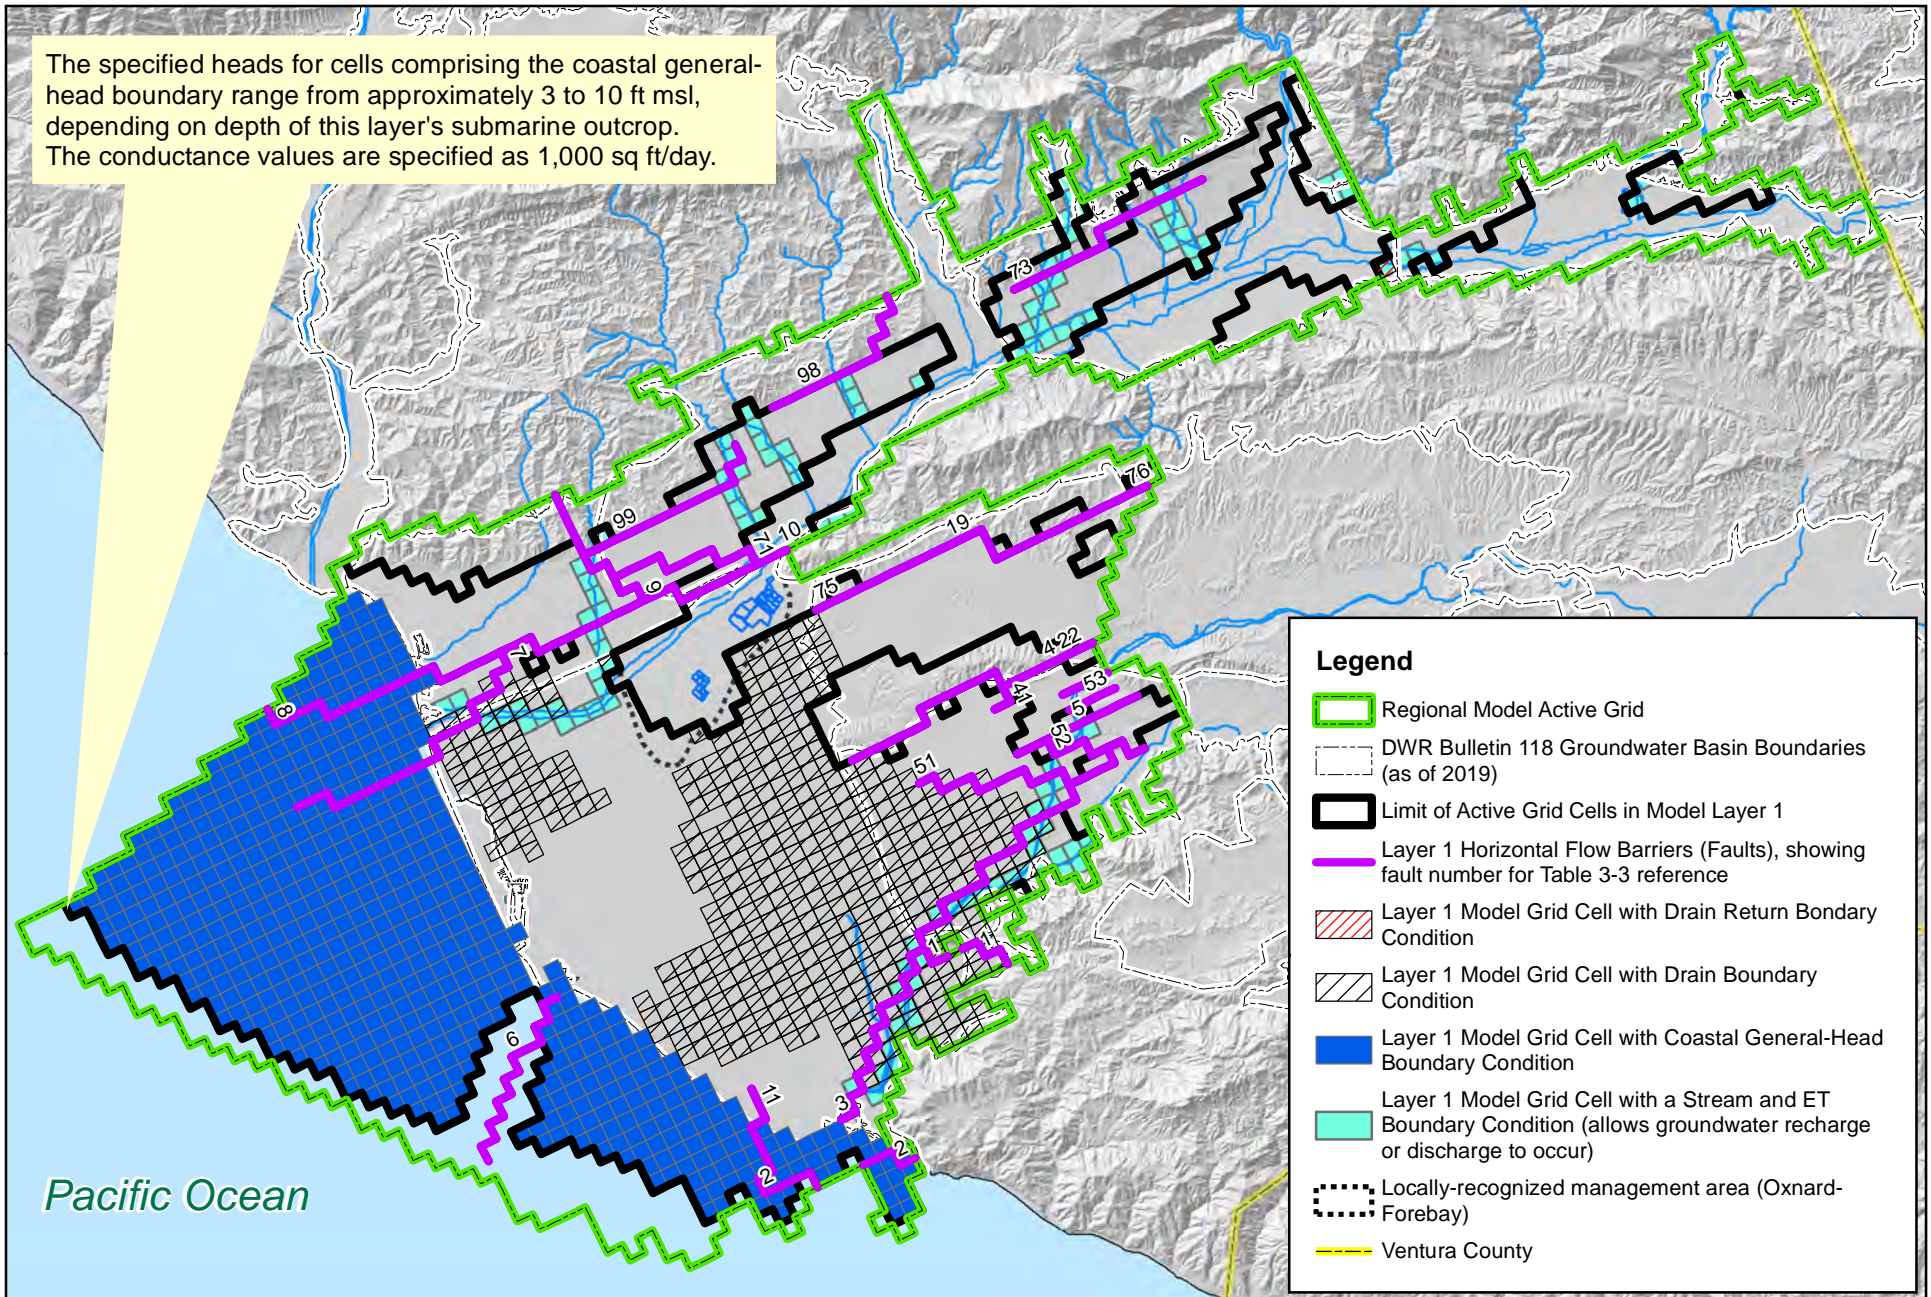 The specified heads for cells comprising the coastal general-
head boundary range from approximately 3 to 10 ft msl,
depending on depth of this layer's submarine outcrop.
The conductance values are specified as 1,000 sq ft/day.
73
98
99
71
10
19
76
9
75
7
8
4
22
41
53
5
52
51
1
1
6
11
3
2
2
Pacific Ocean
Legend
Regional Model Active Grid
DWR Bulletin 118 Groundwater Basin Boundaries
(as of 2019)
Limit of Active Grid Cells in Model Layer 1
Layer 1 Horizontal Flow Barriers (Faults), showing
fault number for Table 3-3 reference
Layer 1 Model Grid Cell with Drain Return Bondary
Condition
Layer 1 Model Grid Cell with Drain Boundary
Condition
Layer 1 Model Grid Cell with Coastal General-Head
Boundary Condition
Layer 1 Model Grid Cell with a Stream and ET
Boundary Condition (allows groundwater recharge
or discharge to occur)
Locally-recognized management area (Oxnard-
Forebay)
Ventura County